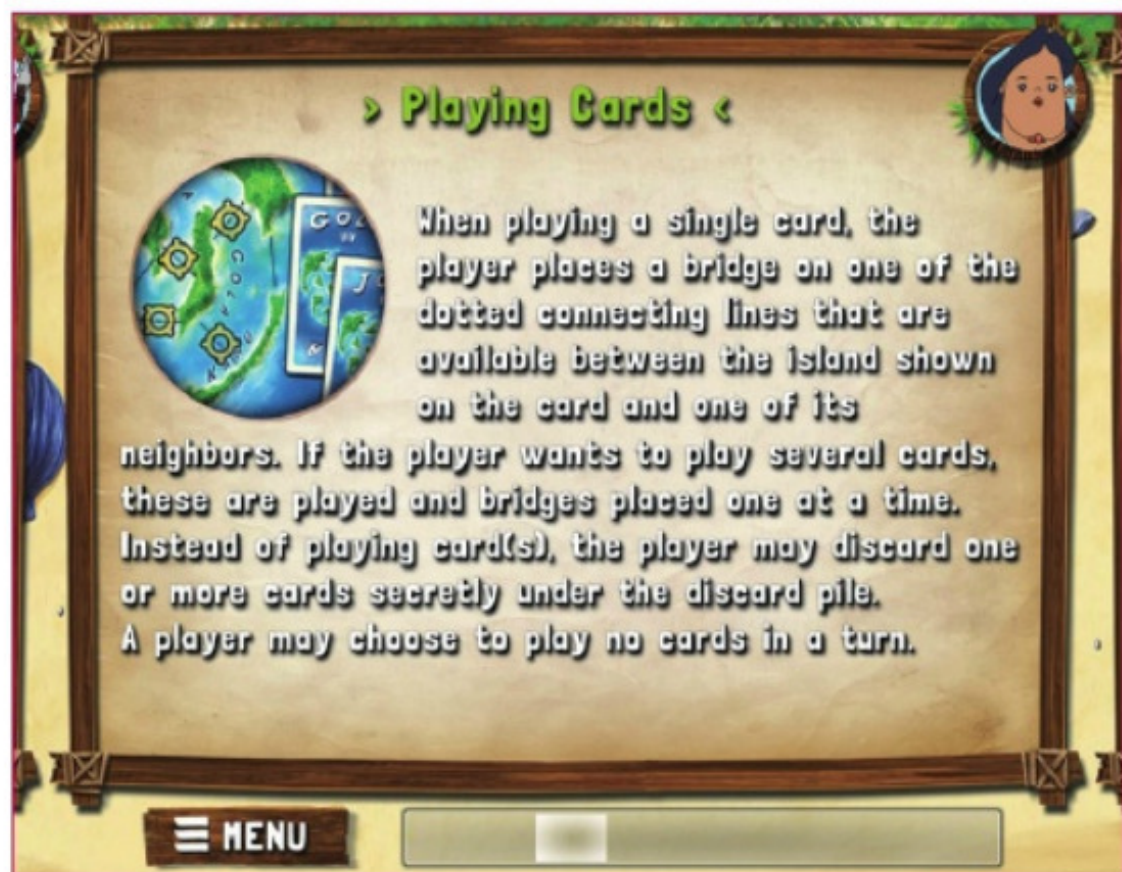 > Playing Cards <
When playing a single card, the
player places a bridge on one of the
dotted connecting lines that are
available between the island shown
on the card and one of its
neighbors. If the player wants to play several cards,
these are played and bridges placed one at a time.
Instead of playing card(s), the player may discard one
or more cards secretly under the discard pile.
A player may choose to play no cards in a turn.
MENU